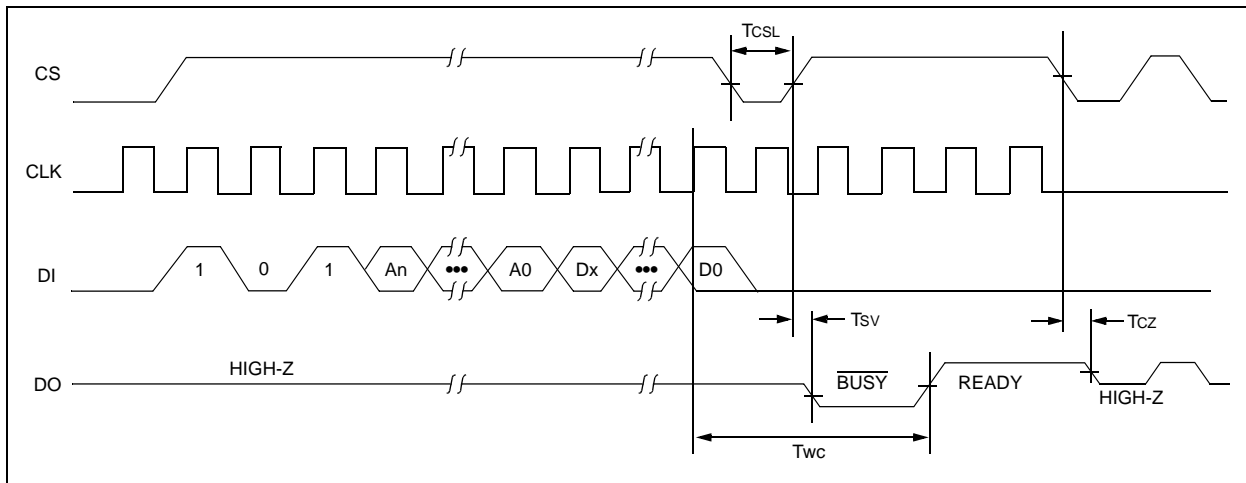 TCSL
CS
CLK
DI
1 0 1 An ••• A0 Dx ••• D0
TSV
TCZ
DO
HIGH-Z
BUSY
READY
HIGH-Z
TWC